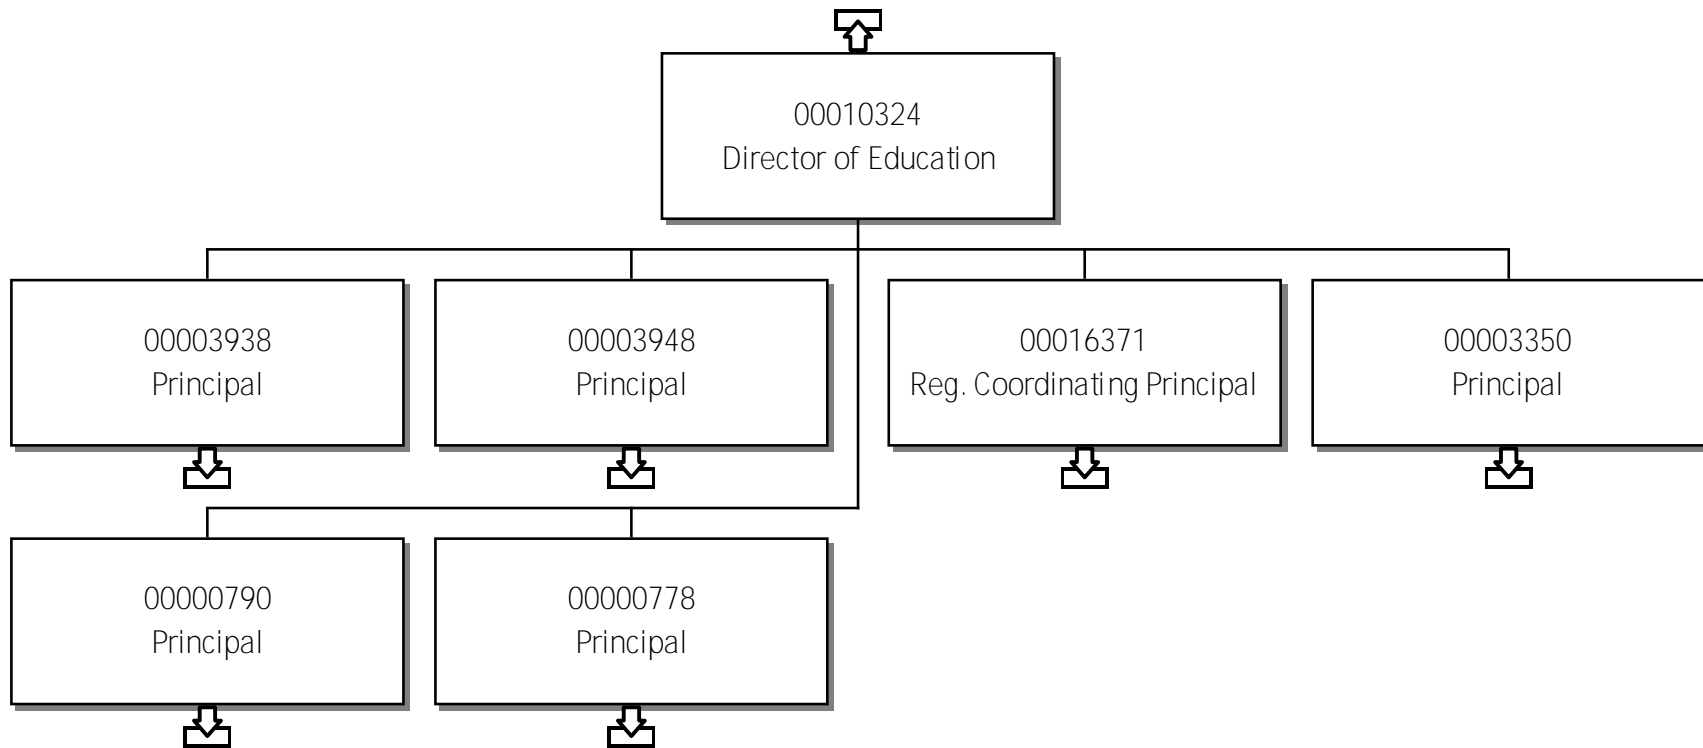 00010324
Director of Education
00003938
Principal
00003948
Principal
00016371
Reg. Coordinating Principal
00003350
Principal
00000790
Principal
00000778
Principal